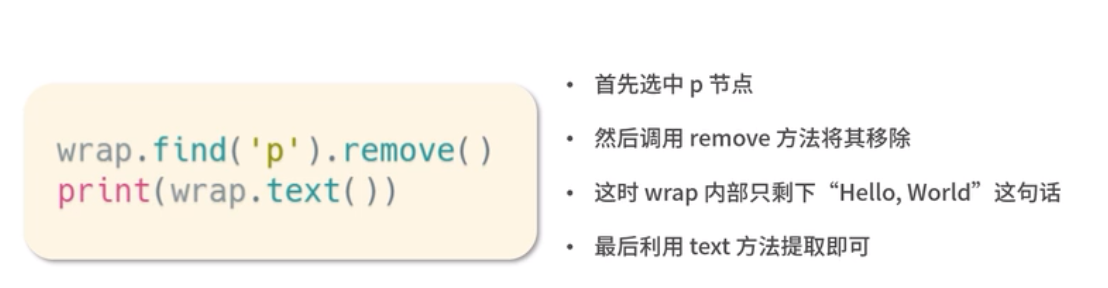 wrap.find('p').remove()
print(wrap.text())
• 首先选中 p 节点
• 然后调用 remove 方法将其移除
• 这时 wrap 内部只剩下“Hello, World”这句话
• 最后利用 text 方法提取即可